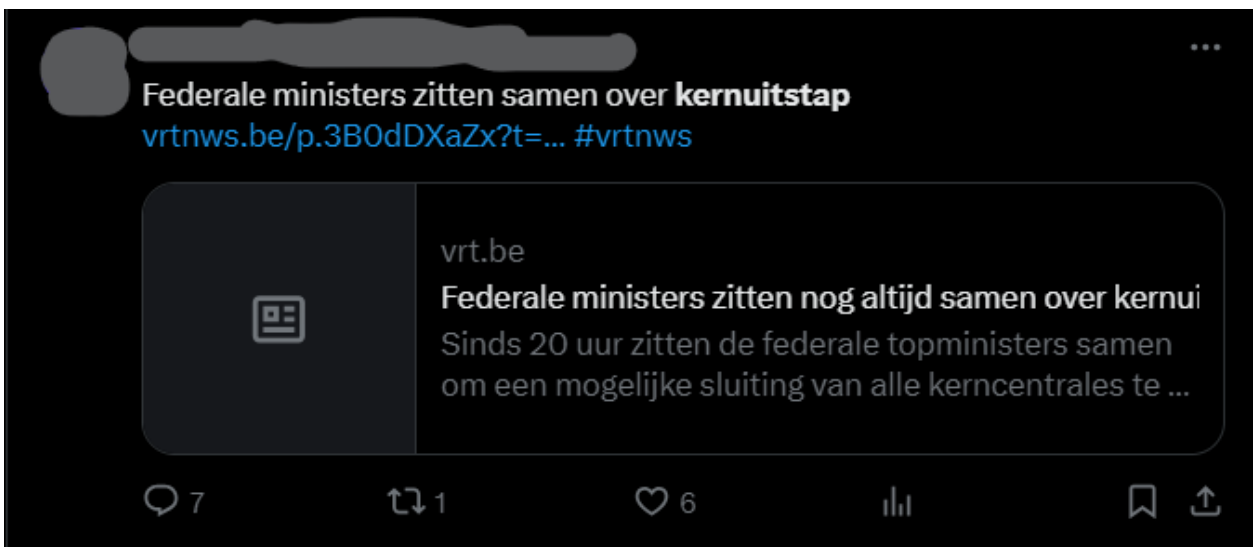 Federale ministers zitten samen over kernuitstap
vrtnws.be/p.3B0dDXaZx?t=... #vrtnws
vrt.be
Federale ministers zitten nog altijd samen over kernui
Sinds 20 uur zitten de federale topministers samen
om een mogelijke sluiting van alle kerncentrales te ...
7 1 6